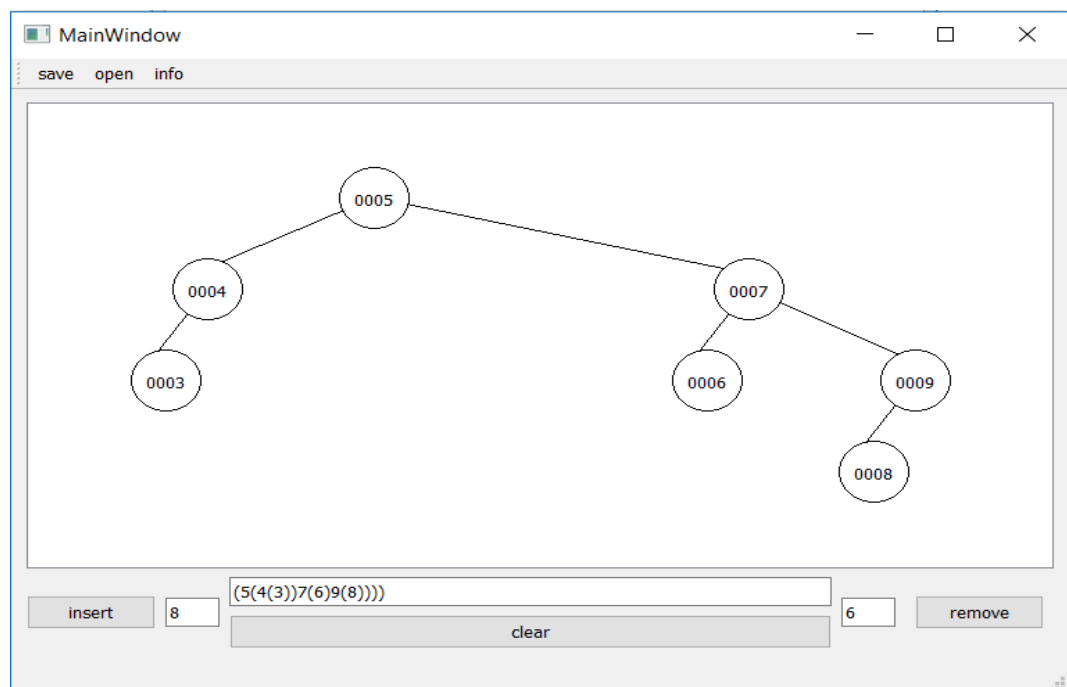 MainWindow
save open info
0005
0004 0007
0003 0006 0009
0008
(5(4(3))7(6)9(8))))
insert 8 6 remove
clear